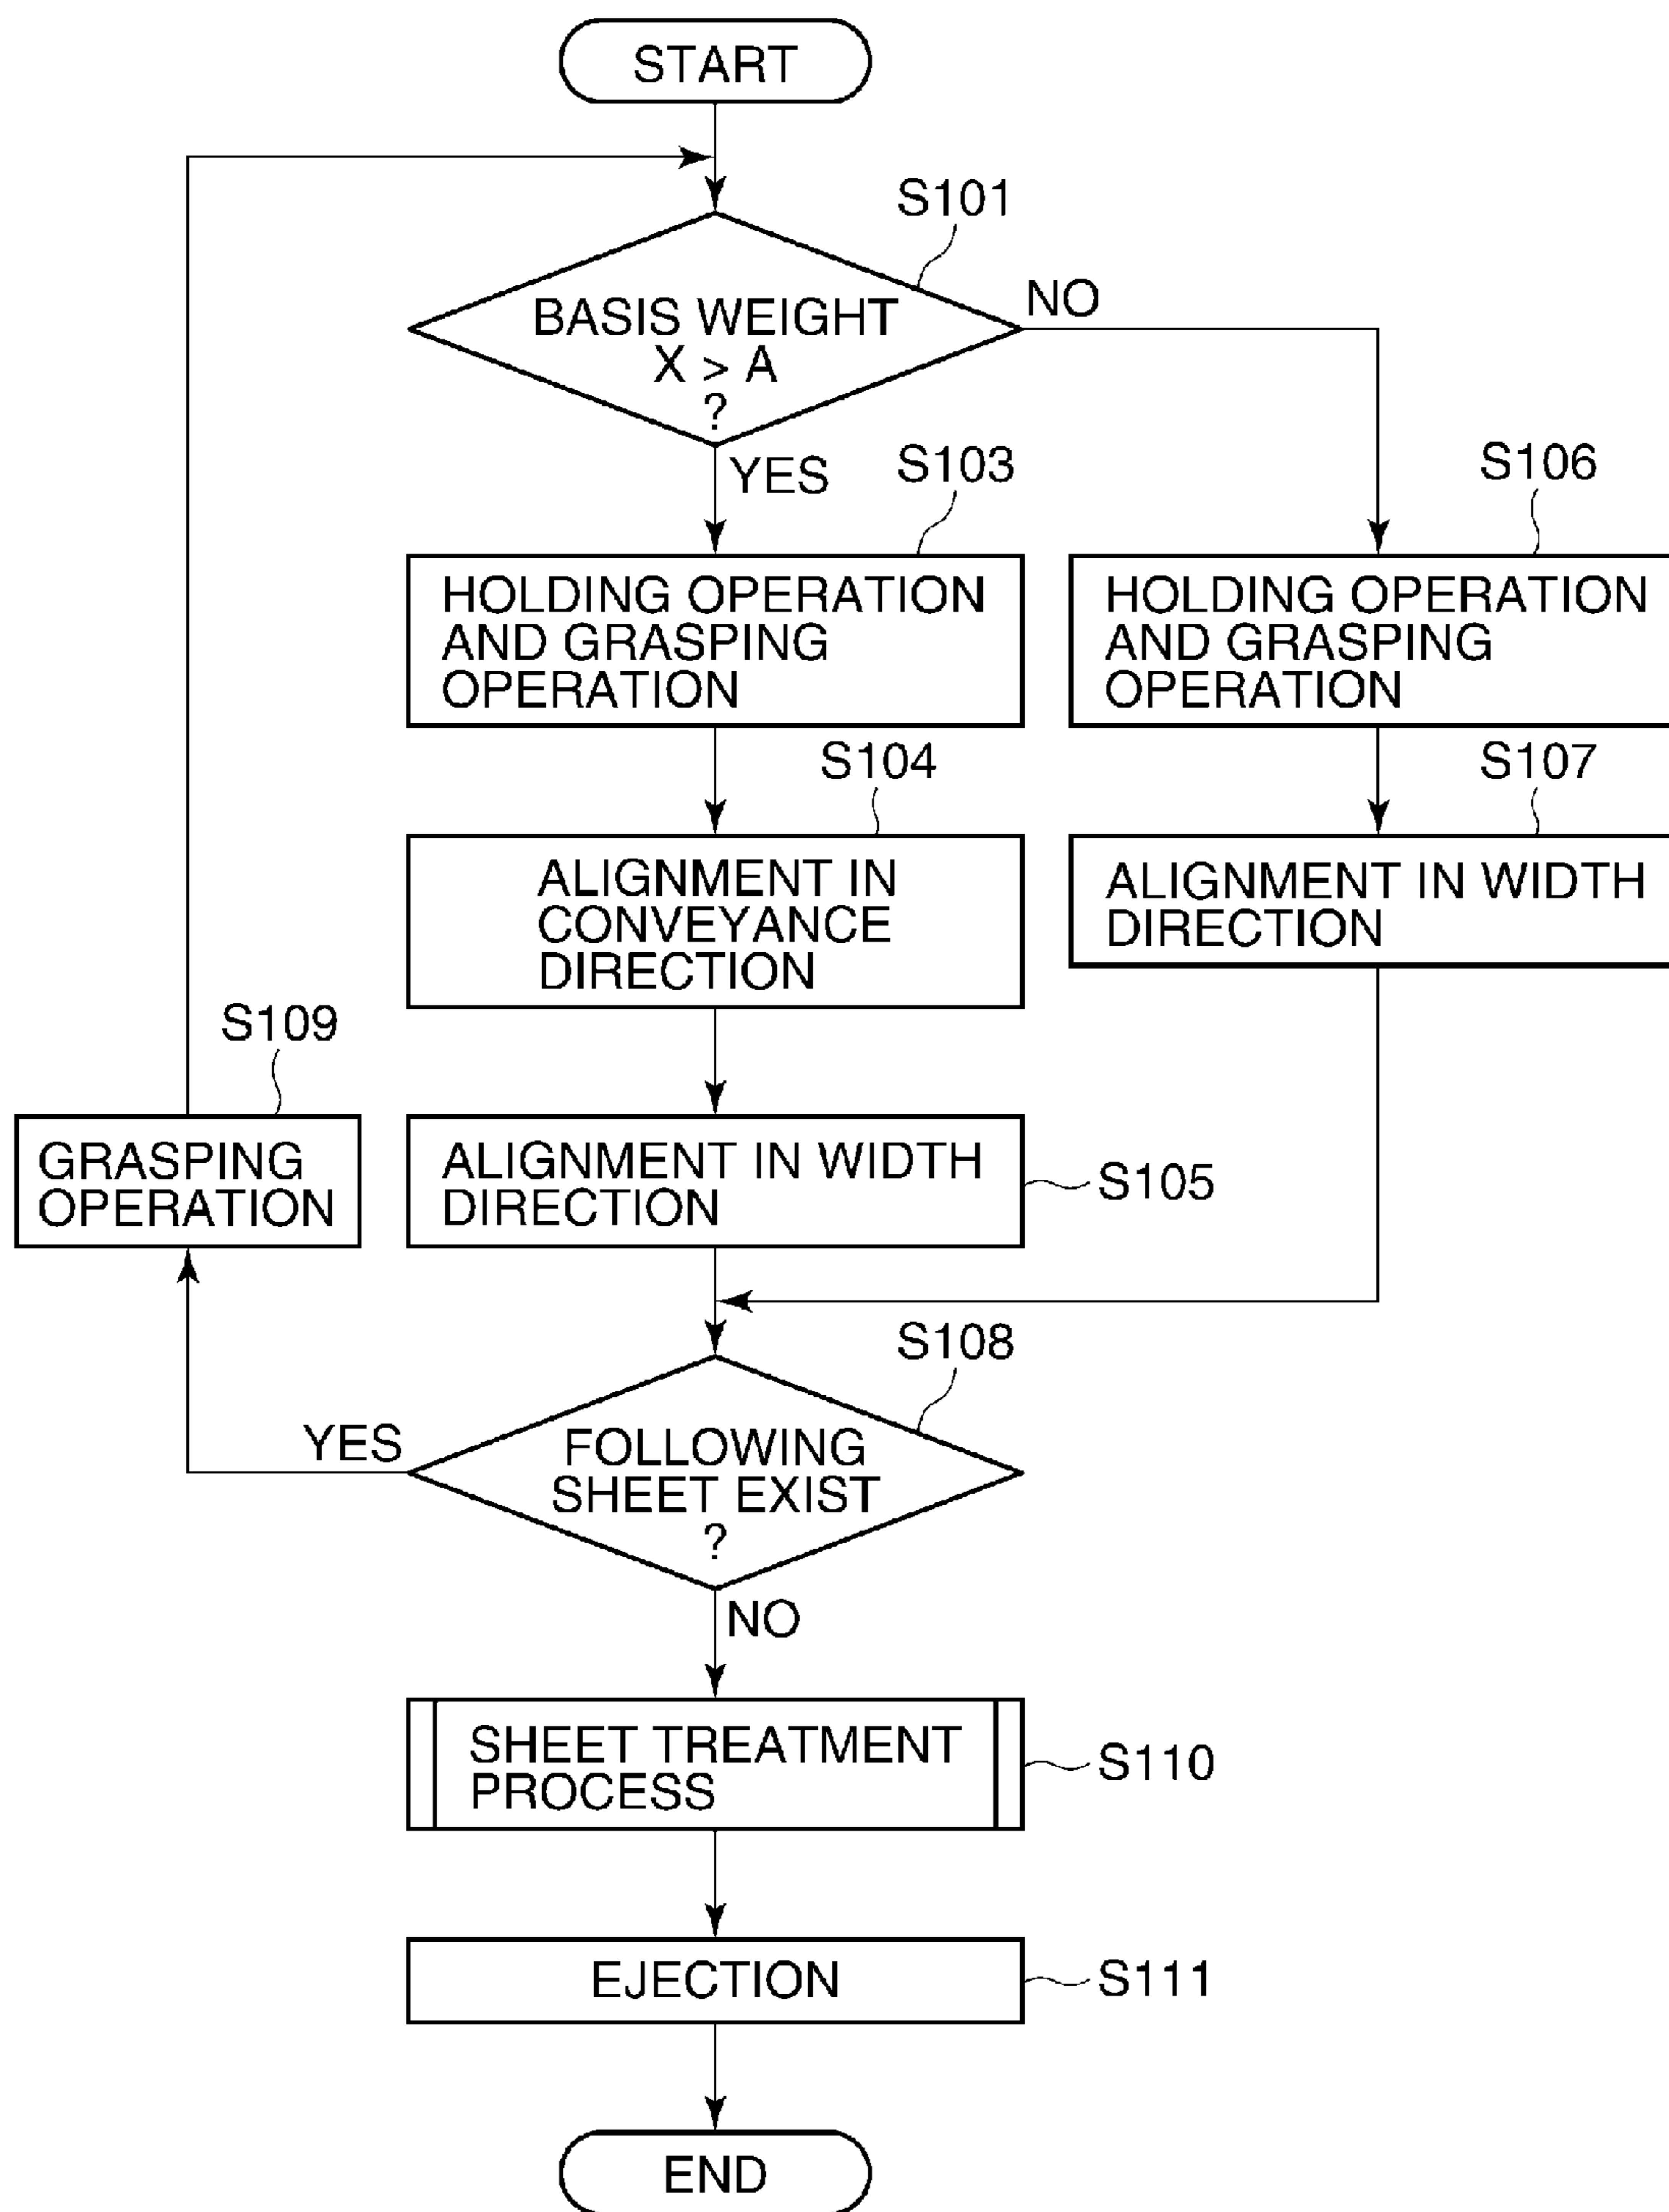 START
S101
BASIS WEIGHT
X > A
?
NO
YES
S103
S106
HOLDING OPERATION
AND GRASPING
OPERATION
HOLDING OPERATION
AND GRASPING
OPERATION
S104
S107
ALIGNMENT IN
CONVEYANCE
DIRECTION
ALIGNMENT IN WIDTH
DIRECTION
S109
GRASPING
OPERATION
ALIGNMENT IN WIDTH
DIRECTION
S105
S108
YES
FOLLOWING
SHEET EXIST
?
NO
SHEET TREATMENT
PROCESS
S110
EJECTION
S111
END